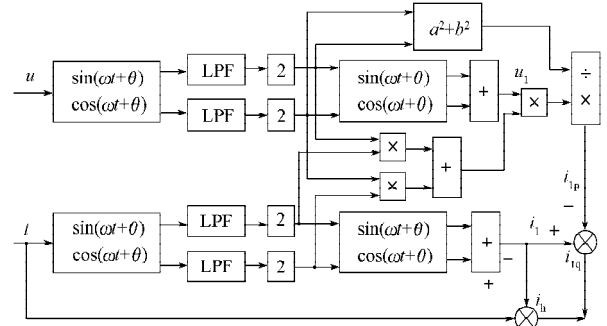 a²+b²
u
sin(ωt+θ)
cos(ωt+θ)
LPF
2
LPF
2
sin(ωt+θ)
cos(ωt+θ)
+
u₁
×
÷
×
×
×
+
i₁ₚ
−
i
sin(ωt+θ)
cos(ωt+θ)
LPF
2
LPF
2
sin(ωt+θ)
cos(ωt+θ)
+
−
+
i₁
+
i₁q
iₕ